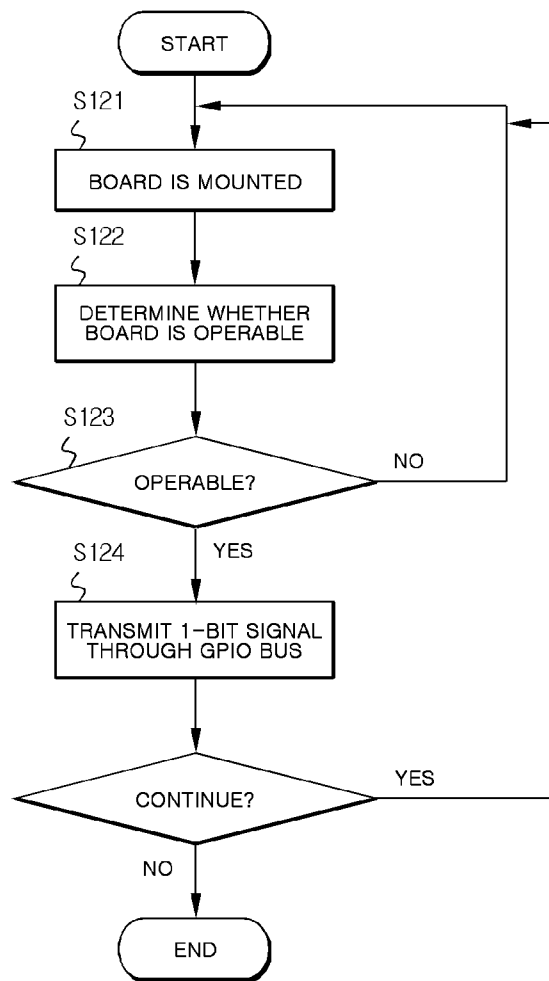 START
S121
BOARD IS MOUNTED
S122
DETERMINE WHETHER
BOARD IS OPERABLE
S123
OPERABLE?
NO
YES
S124
TRANSMIT 1-BIT SIGNAL
THROUGH GPIO BUS
CONTINUE?
YES
NO
END